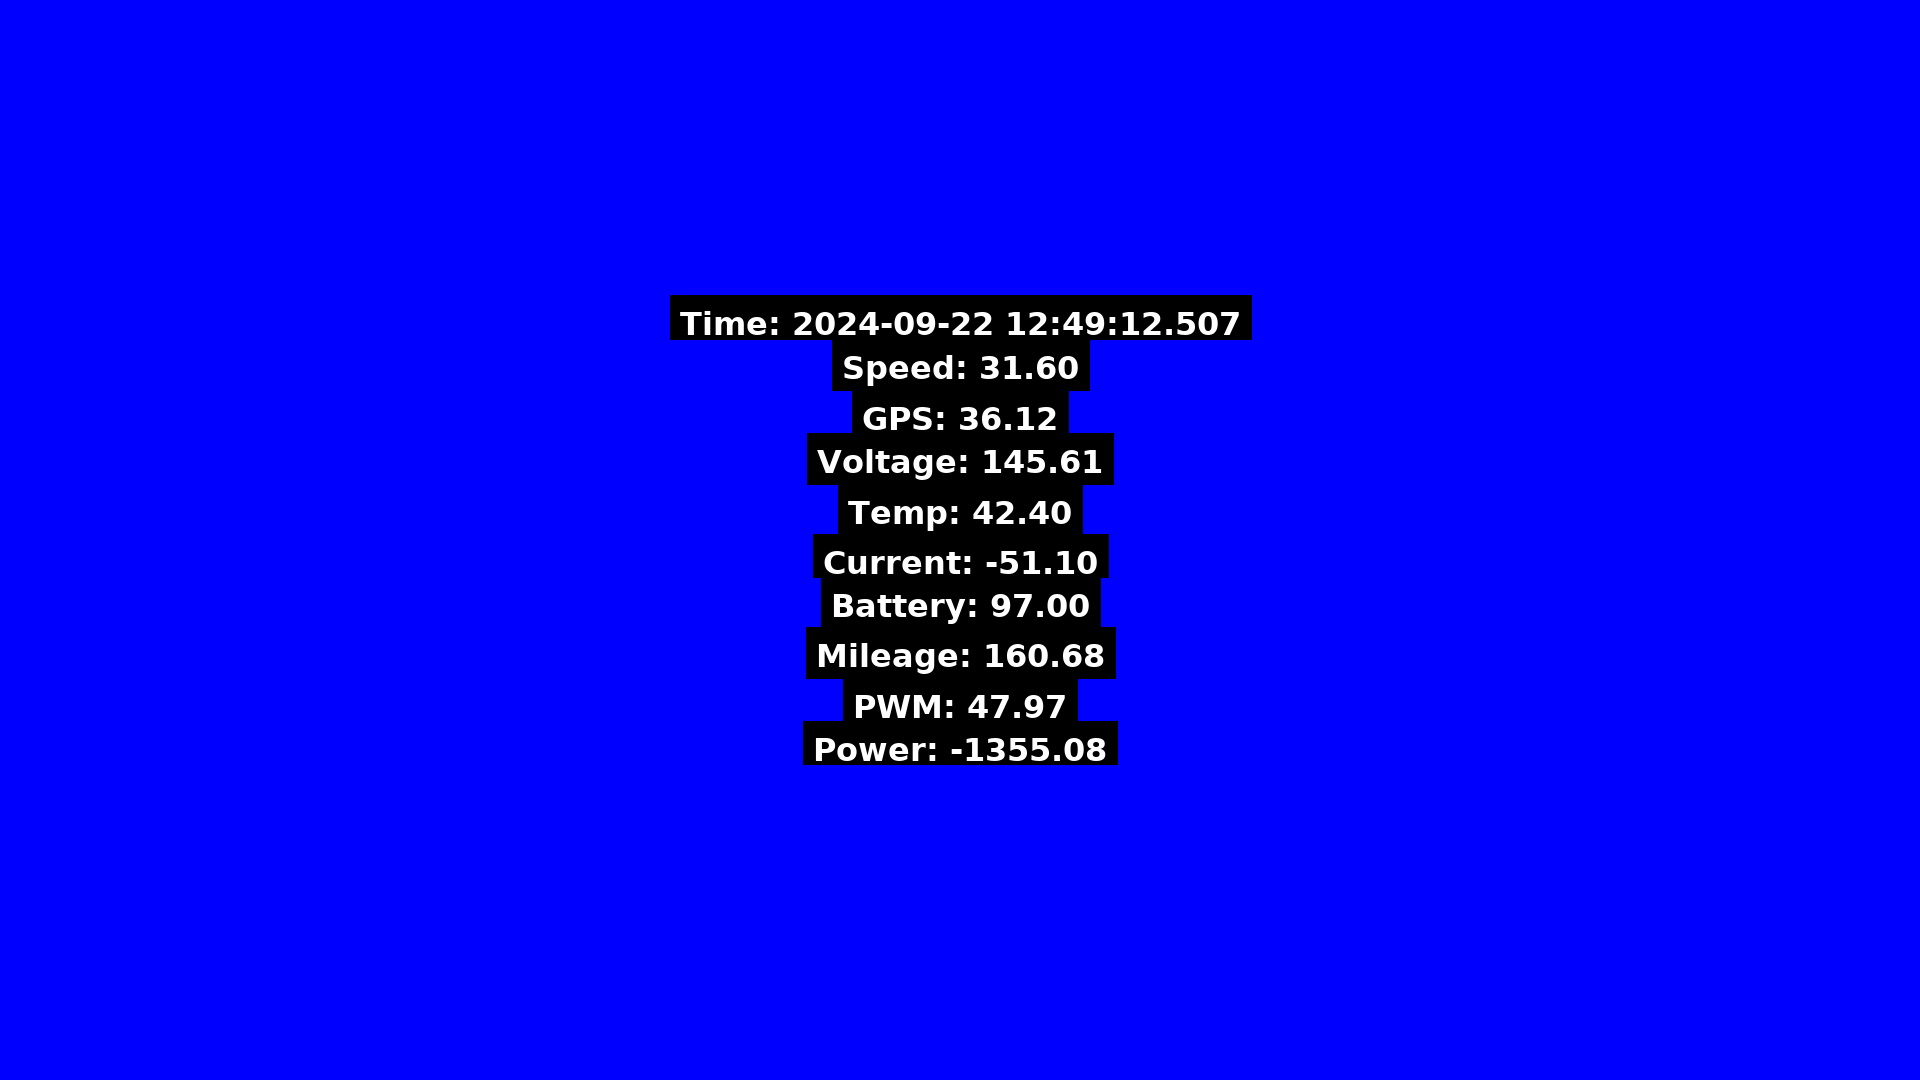 Time: 2024-09-22 12:49:12.507
Speed: 31.60
GPS: 36.12
Voltage: 145.61
Temp: 42.40
Current: -51.10
Battery: 97.00
Mileage: 160.68
PWM: 47.97
Power: -1355.08